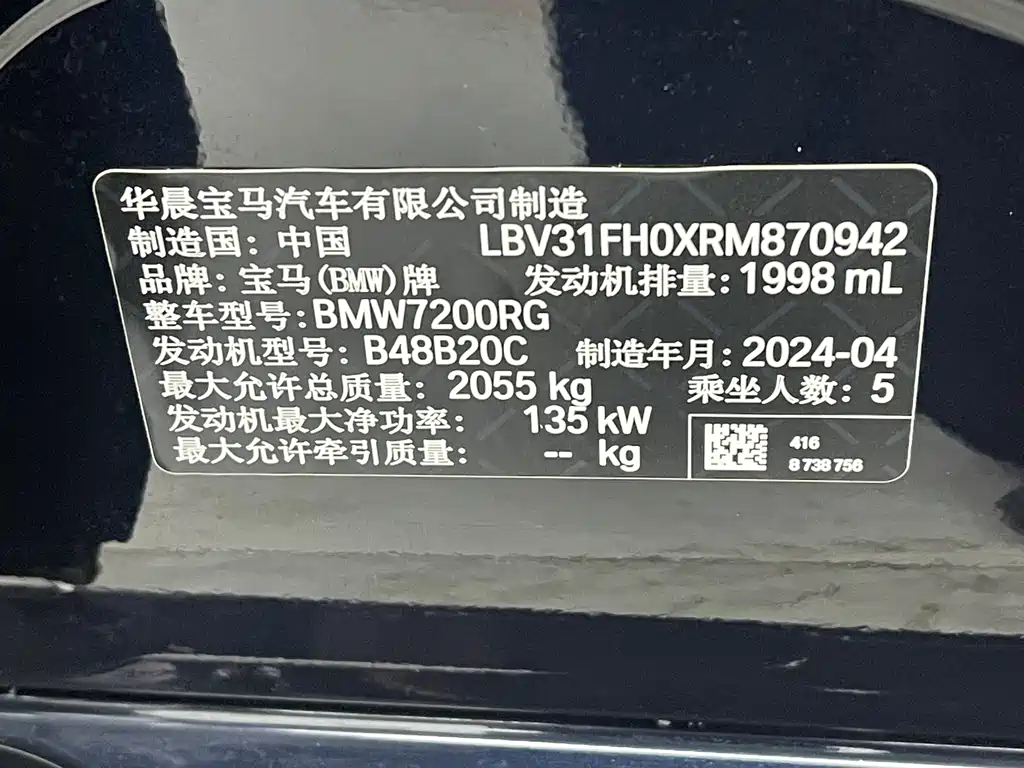 华晨宝马汽车有限公司制造
制造国：中国 LBV31FH0XRM870942
品牌：宝马(BMW)牌 发动机排量：1998 mL
整车型号：BMW7200RG
发动机型号：B48B20C 制造年月：2024-04
最大允许总质量：2055 kg 乘坐人数：5
发动机最大净功率：135 kW
最大允许牵引质量：-- kg
416
8 738 756